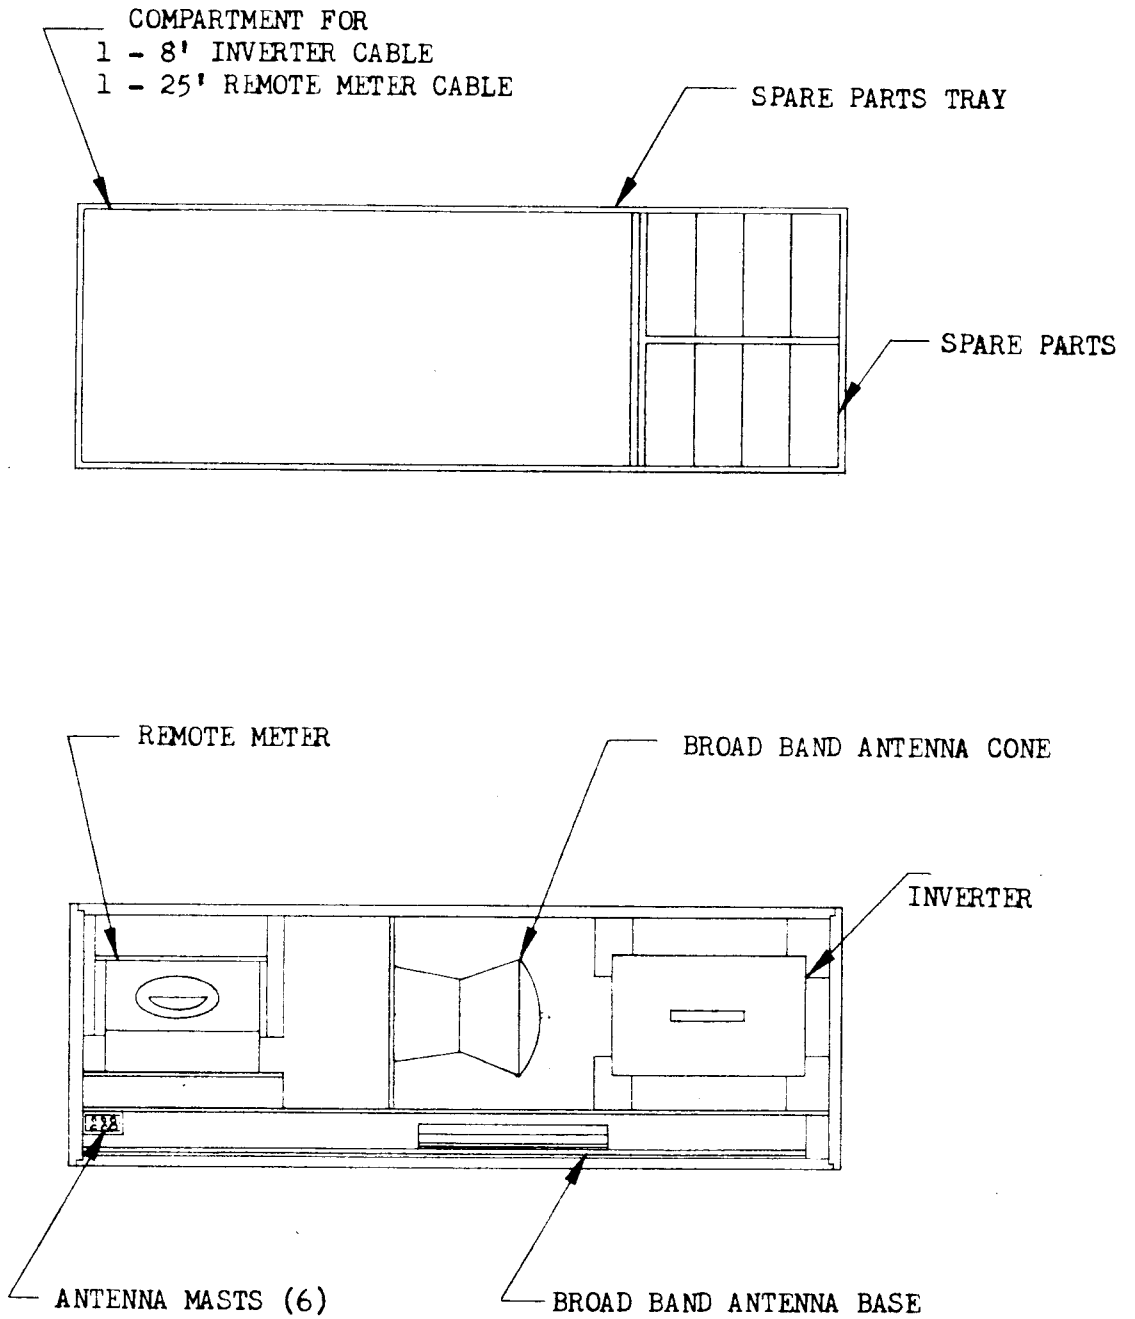 COMPARTMENT FOR
1 - 8' INVERTER CABLE
1 - 25' REMOTE METER CABLE
SPARE PARTS TRAY
SPARE PARTS
REMOTE METER
BROAD BAND ANTENNA CONE
INVERTER
ANTENNA MASTS (6)
BROAD BAND ANTENNA BASE